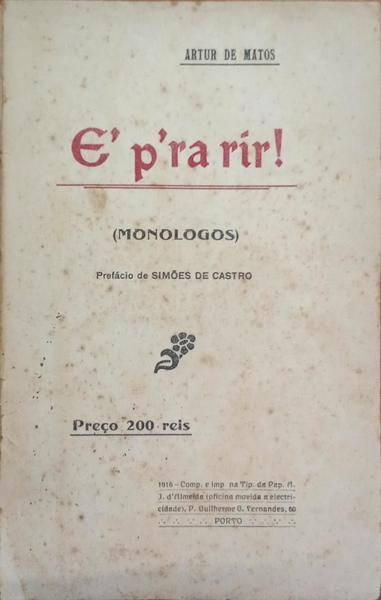 ARTUR DE MATOS
E' p'ra rir!
(MONOLOGOS)
Prefácio de SIMÕES DE CASTRO
Preço 200 reis
1916 - Comp. e imp na Tip. da Pap. A.
J. d'Almeida (oficina movida a electri-
cidade), P. Guilherme G. Fernandes, 60
PORTO